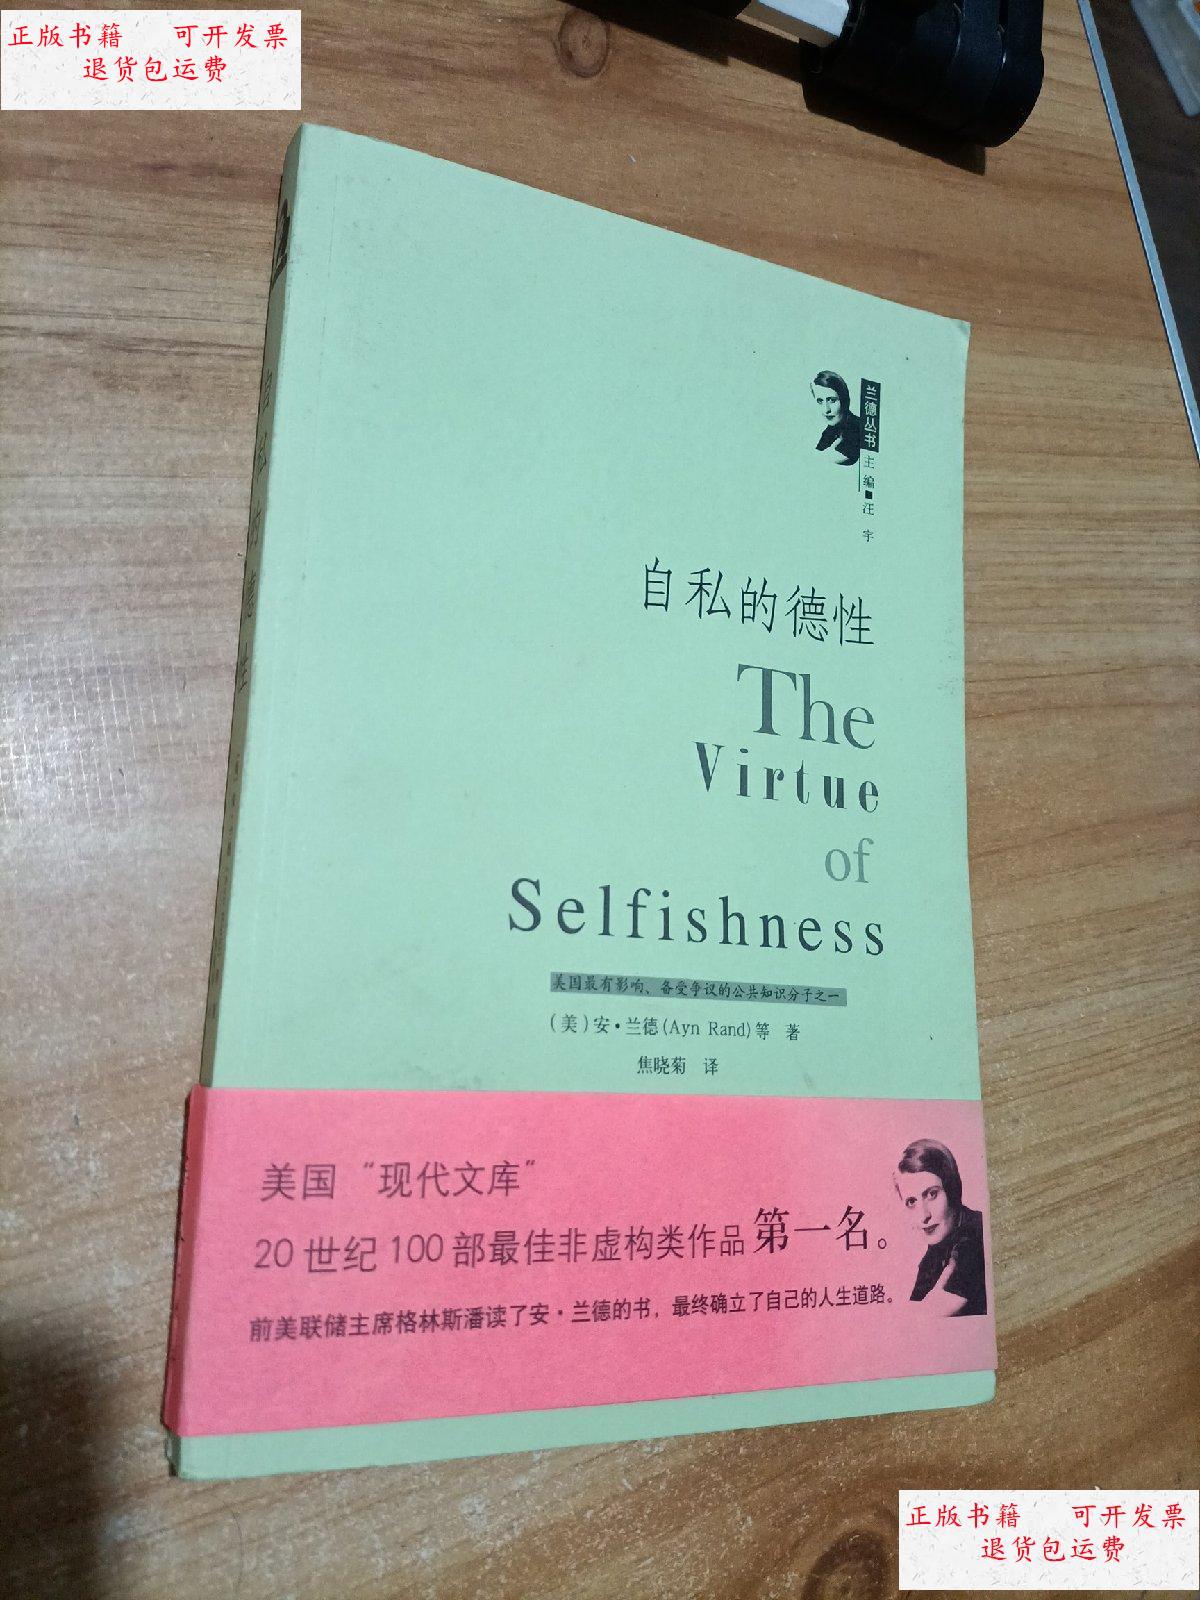 正版书籍 可开发票
退货包运费
兰德丛书
主编■汪宇
自私的德性
The
Virtue
of
Selfishness
美国最有影响、备受争议的公共知识分子之一
(美)安·兰德(Ayn Rand)等 著
焦晓菊 译
美国“现代文库”
20世纪100部最佳非虚构类作品第一名。
前美联储主席格林斯潘读了安·兰德的书，最终确立了自己的人生道路。
自私的德性
正版书籍 可开发票
退货包运费